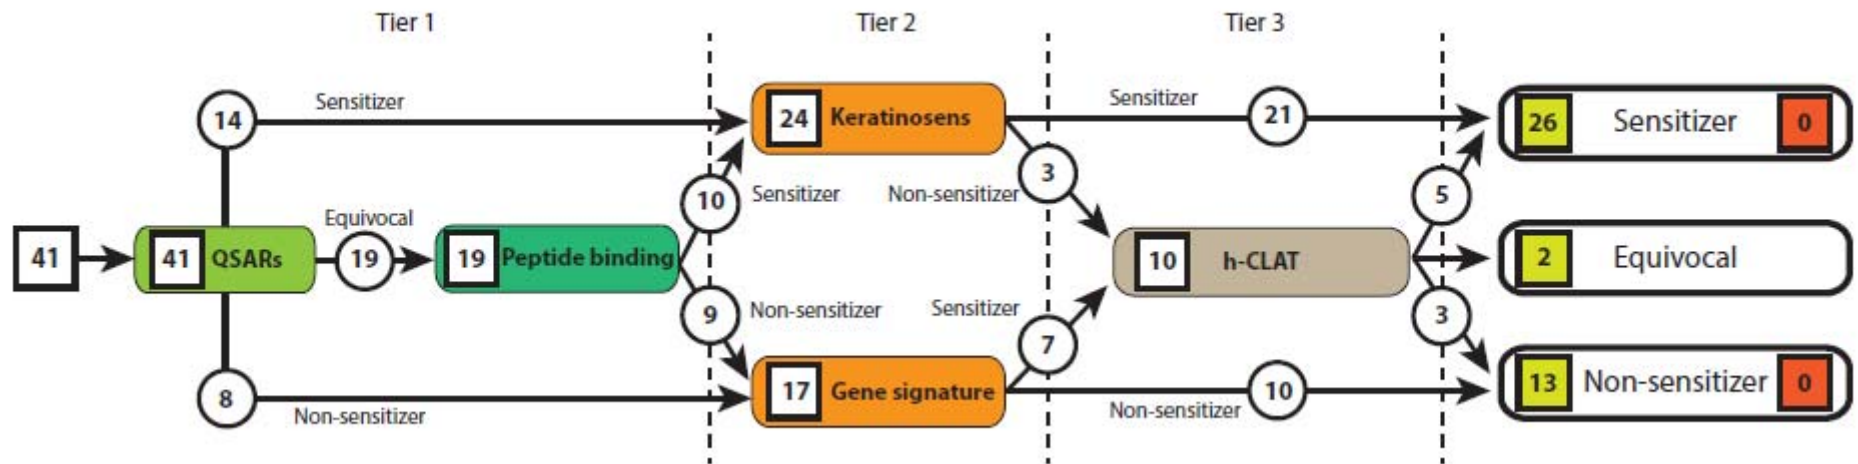 Tier 1
Tier 2
Tier 3
14
Sensitizer
24 Keratinosens
Sensitizer
21
26 Sensitizer 0
10
Sensitizer
Non-sensitizer
3
5
41
41 QSARs
Equivocal
19
19 Peptide binding
10 h-CLAT
2 Equivocal
9
Non-sensitizer
Sensitizer
7
3
8
Non-sensitizer
17 Gene signature
Non-sensitizer
10
13 Non-sensitizer 0